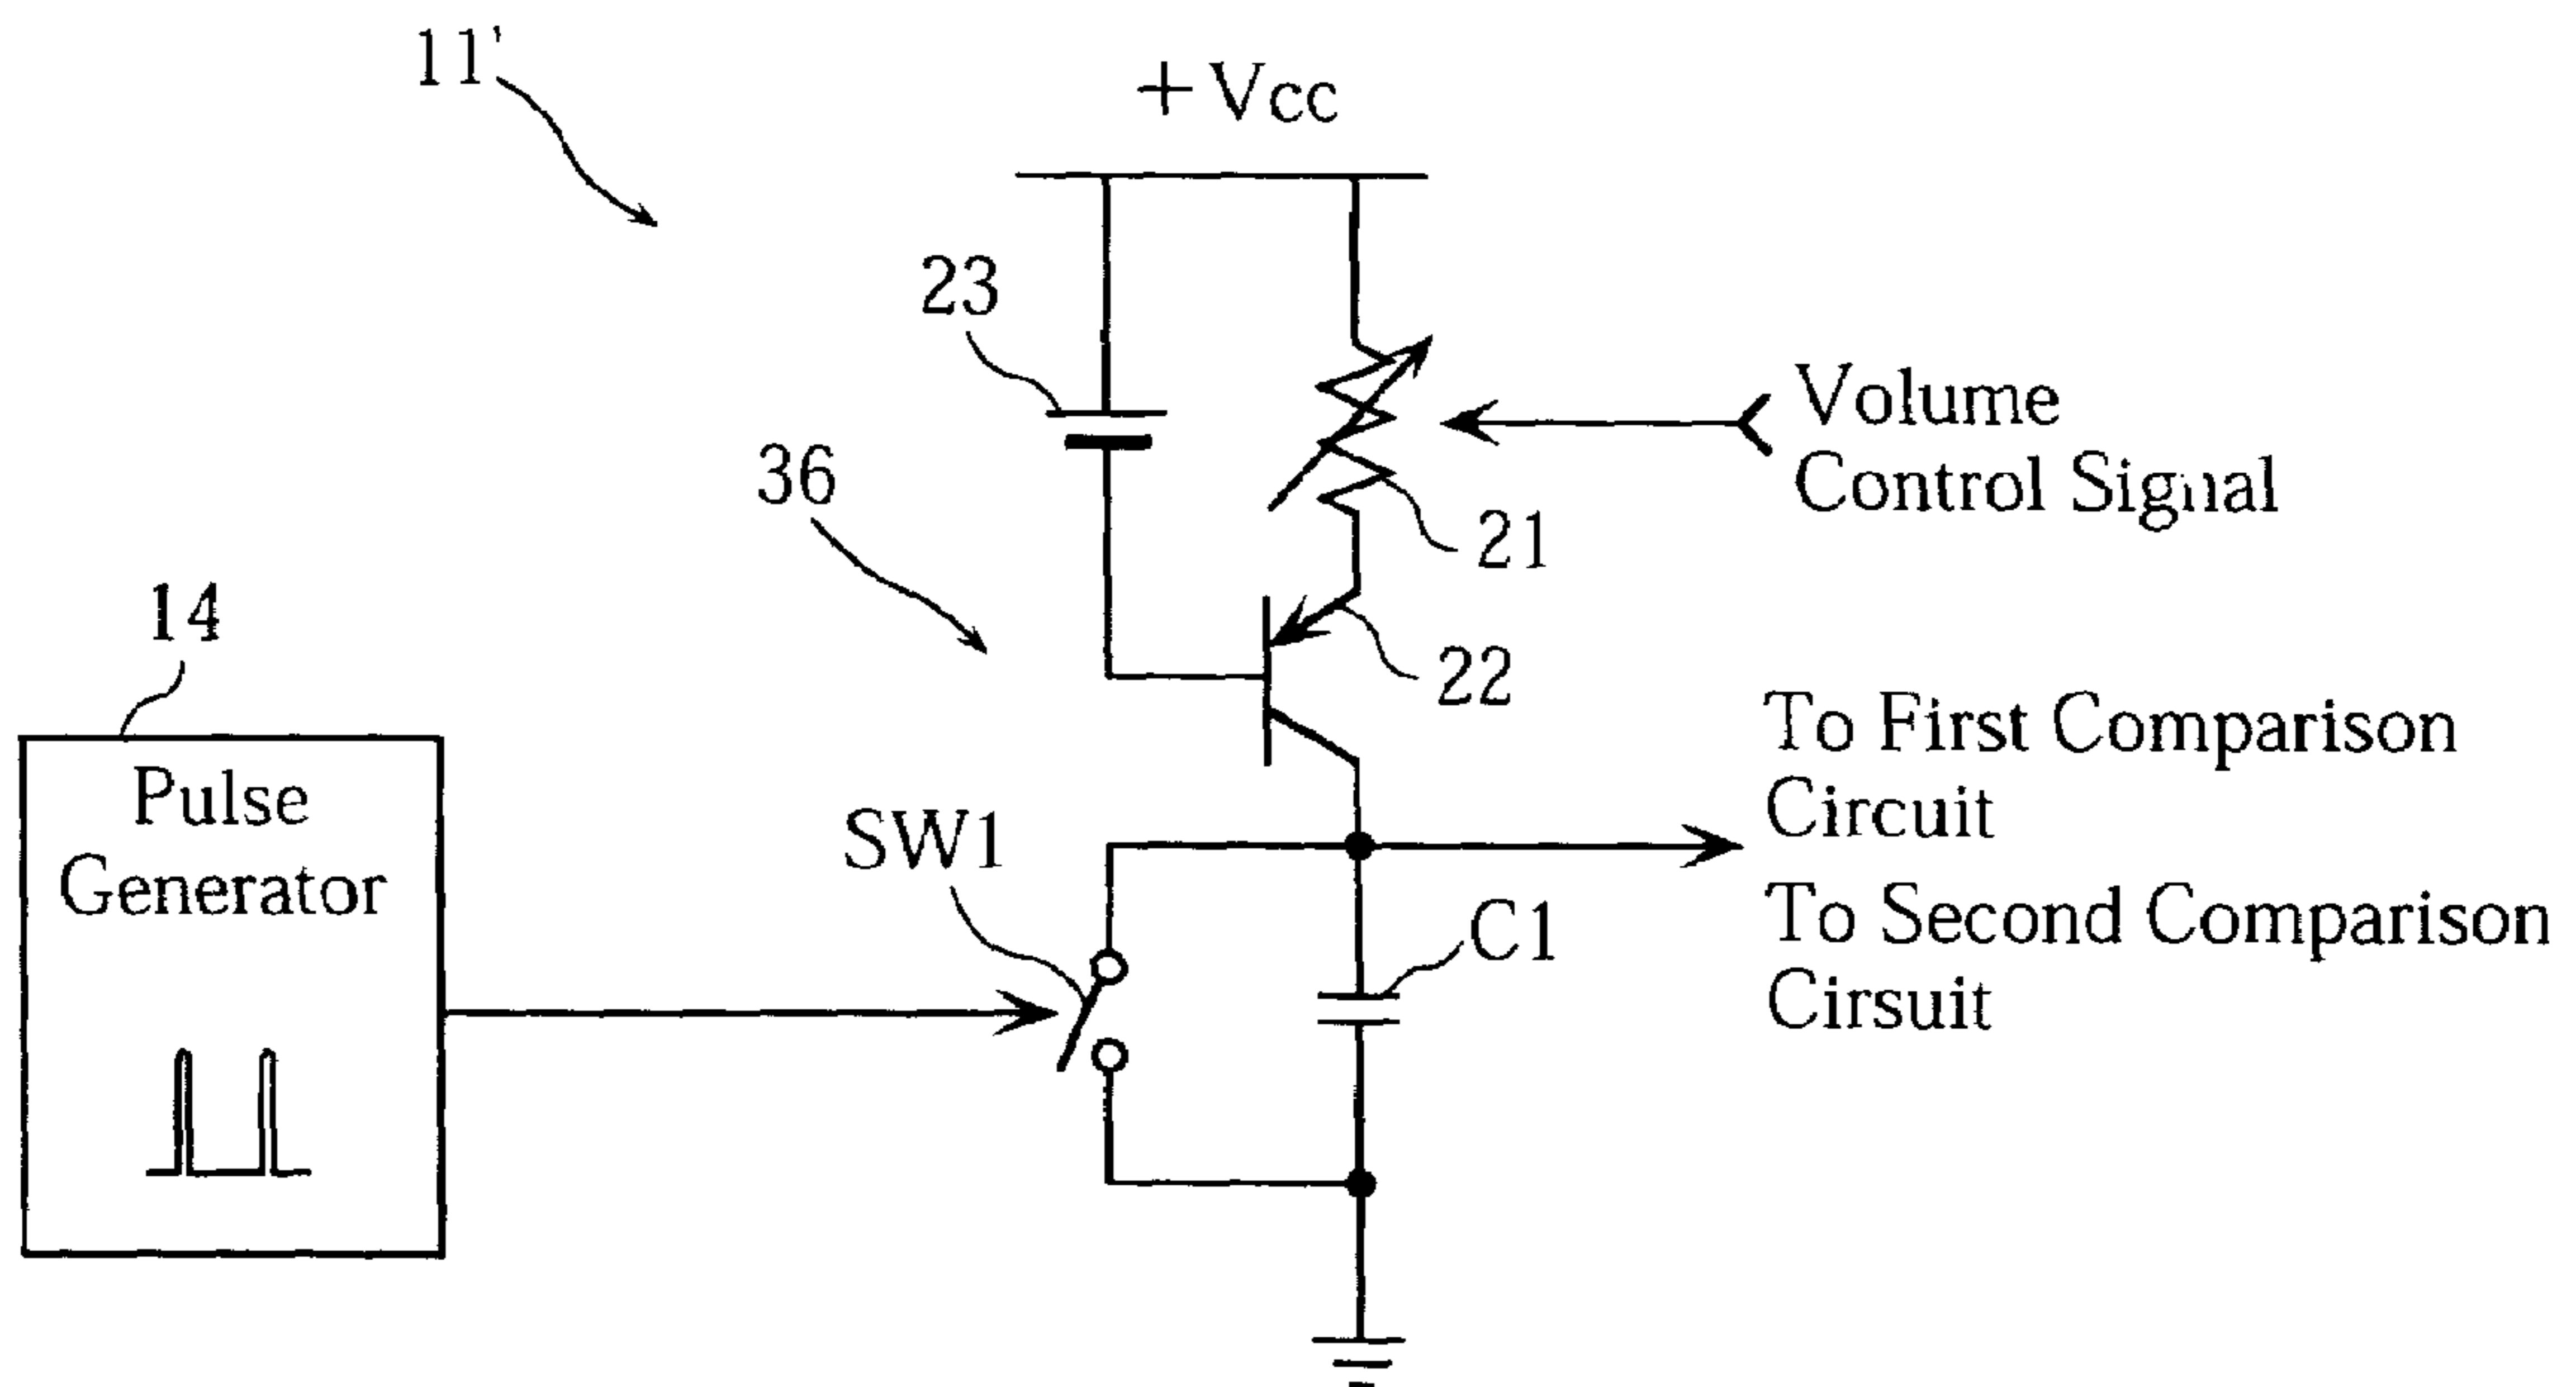 11'
+Vcc
23
Volume
Control Signal
36
21
14
22
Pulse
Generator
SW1
To First Comparison
Circuit
C1
To Second Comparison
Cirsuit